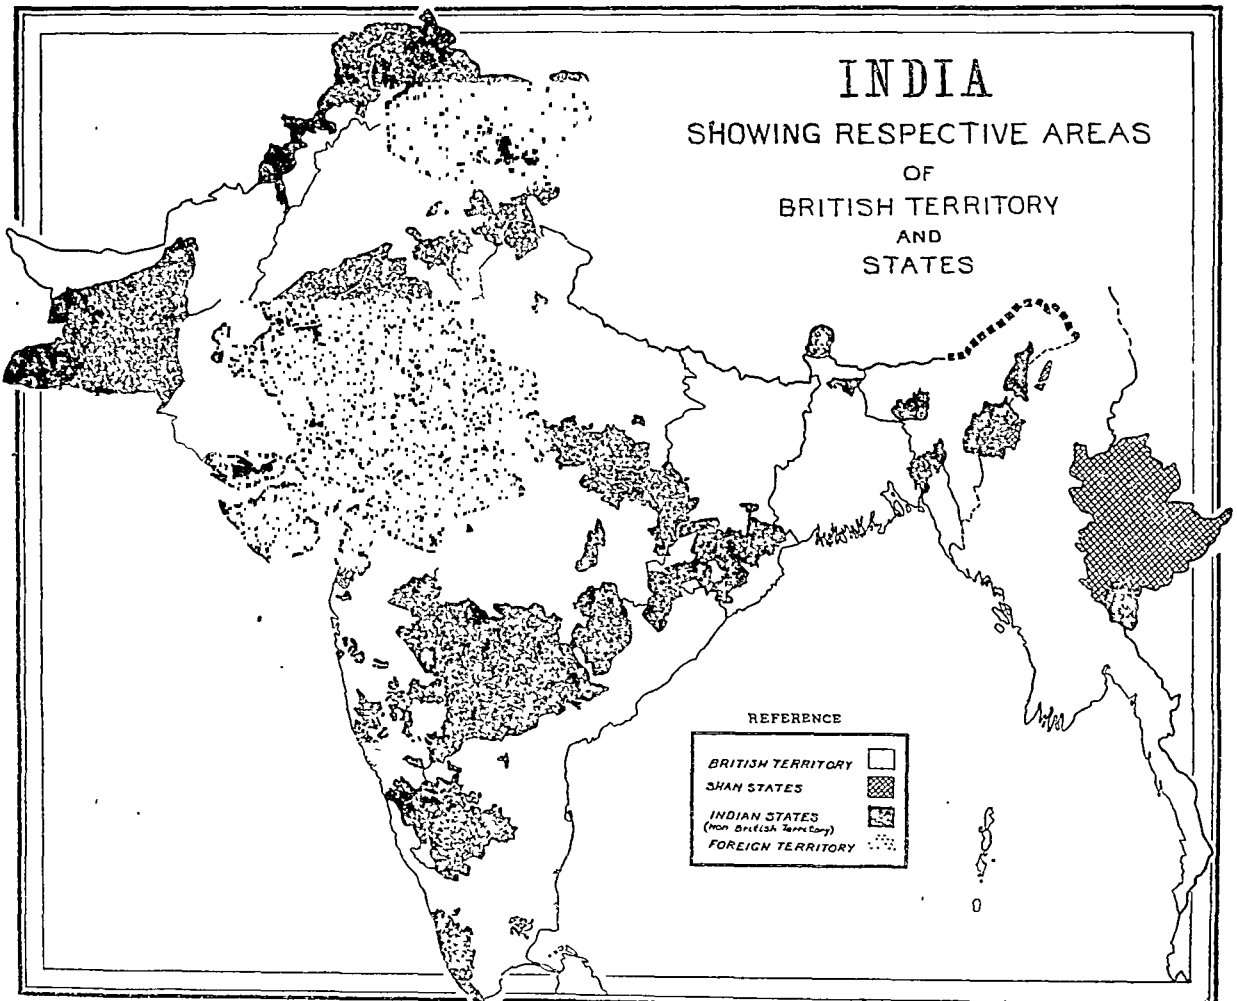 INDIA
SHOWING RESPECTIVE AREAS
OF
BRITISH TERRITORY
AND
STATES
REFERENCE
BRITISH TERRITORY
SHAN STATES
INDIAN STATES
(Non British Territory)
FOREIGN TERRITORY